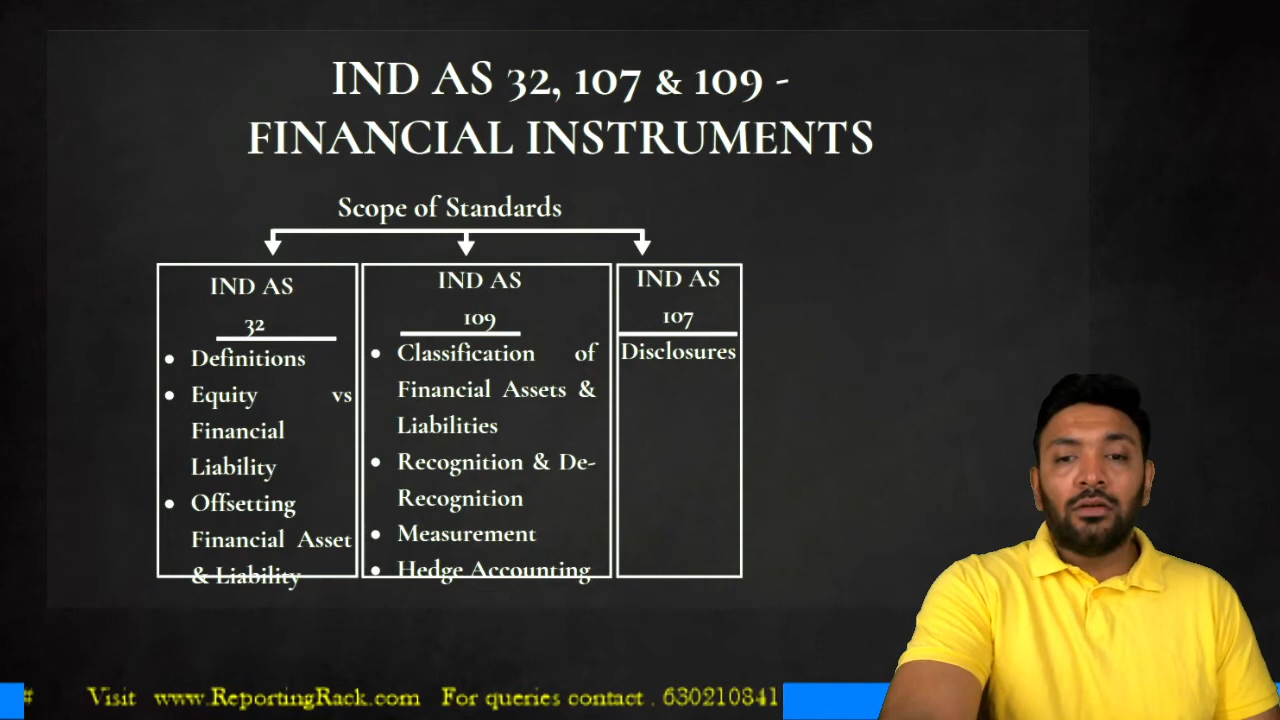 IND AS 32, 107 & 109 -
FINANCIAL INSTRUMENTS
Scope of Standards
IND AS
32
• Definitions
• Equity vs
Financial
Liability
• Offsetting
Financial Asset
& Liability
IND AS
109
• Classification of
Financial Assets &
Liabilities
• Recognition & De-
Recognition
• Measurement
• Hedge Accounting
IND AS
107
Disclosures
# Visit www.ReportingRack.com For queries contact . 630210841